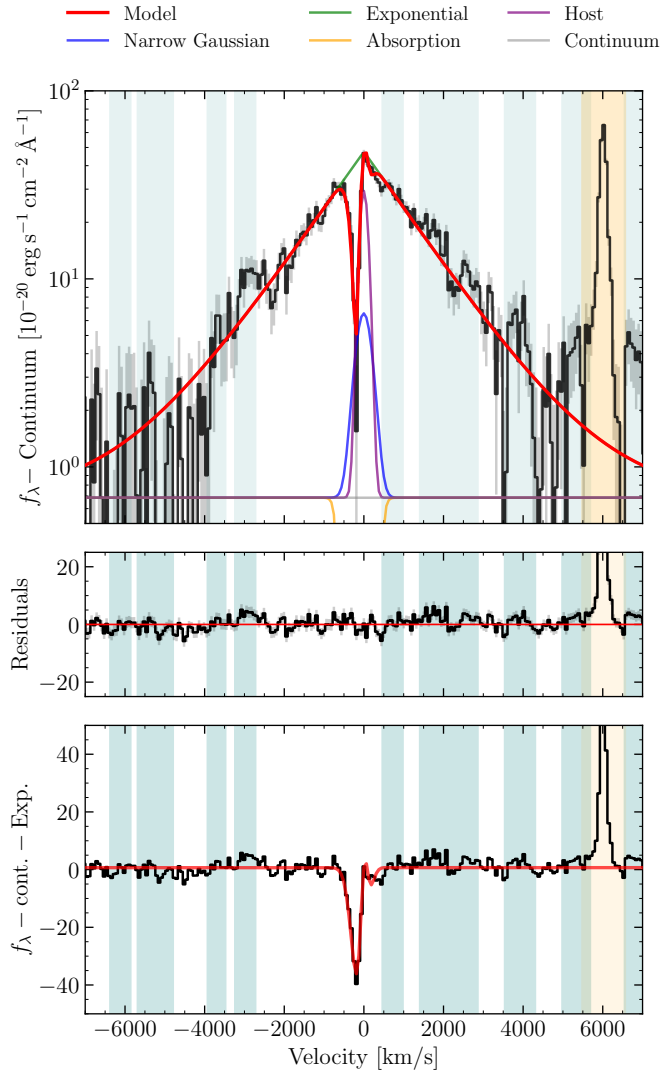 Model Exponential Host
Narrow Gaussian Absorption Continuum
10²
10¹
10⁰
f_λ− Continuum [10⁻²⁰ erg s⁻¹ cm⁻² Å⁻¹]
20
0
−20
Residuals
40
20
0
−20
−40
f_λ − cont. − Exp.
−6000 −4000 −2000 0 2000 4000 6000
Velocity [km/s]